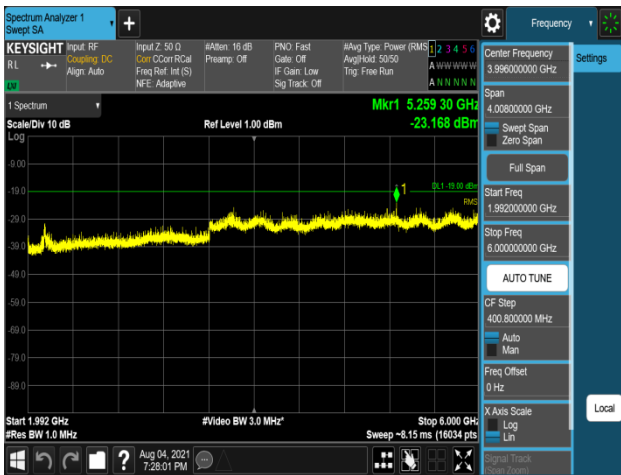 Spectrum Analyzer 1
Swept SA
Frequency
KEYSIGHT
Input: RF
Input Z: 50 Ω
#Atten: 16 dB
PNO: Fast
#Avg Type: Power (RMS
1 2 3 4 5 6
RL
Coupling: DC
Corr CCorr RCal
Preamp: Off
Gate: Off
Avg|Hold: 50/50
A W W W W W
Align: Auto
Freq Ref: Int (S)
IF Gain: Low
Trig: Free Run
NFE: Adaptive
Sig Track: Off
A N N N N N
Settings
Center Frequency
3.996000000 GHz
Span
4.00800000 GHz
Swept Span
Zero Span
Full Span
Start Freq
1.992000000 GHz
Stop Freq
6.000000000 GHz
AUTO TUNE
CF Step
400.800000 MHz
Auto
Man
Freq Offset
0 Hz
X Axis Scale
Log
Lin
Signal Track
(Span Zoom)
Local
1 Spectrum
Mkr1 5.259 30 GHz
Scale/Div 10 dB
Ref Level 1.00 dBm
-23.168 dBm
Log
-9.00
-19.0
-29.0
-39.0
-49.0
-59.0
-69.0
-79.0
-89.0
1
DL1 -19.00 dBm
RMS
Start 1.992 GHz
#Video BW 3.0 MHz*
Stop 6.000 GHz
#Res BW 1.0 MHz
Sweep ~8.15 ms (16034 pts)
?
Aug 04, 2021
7:28:01 PM